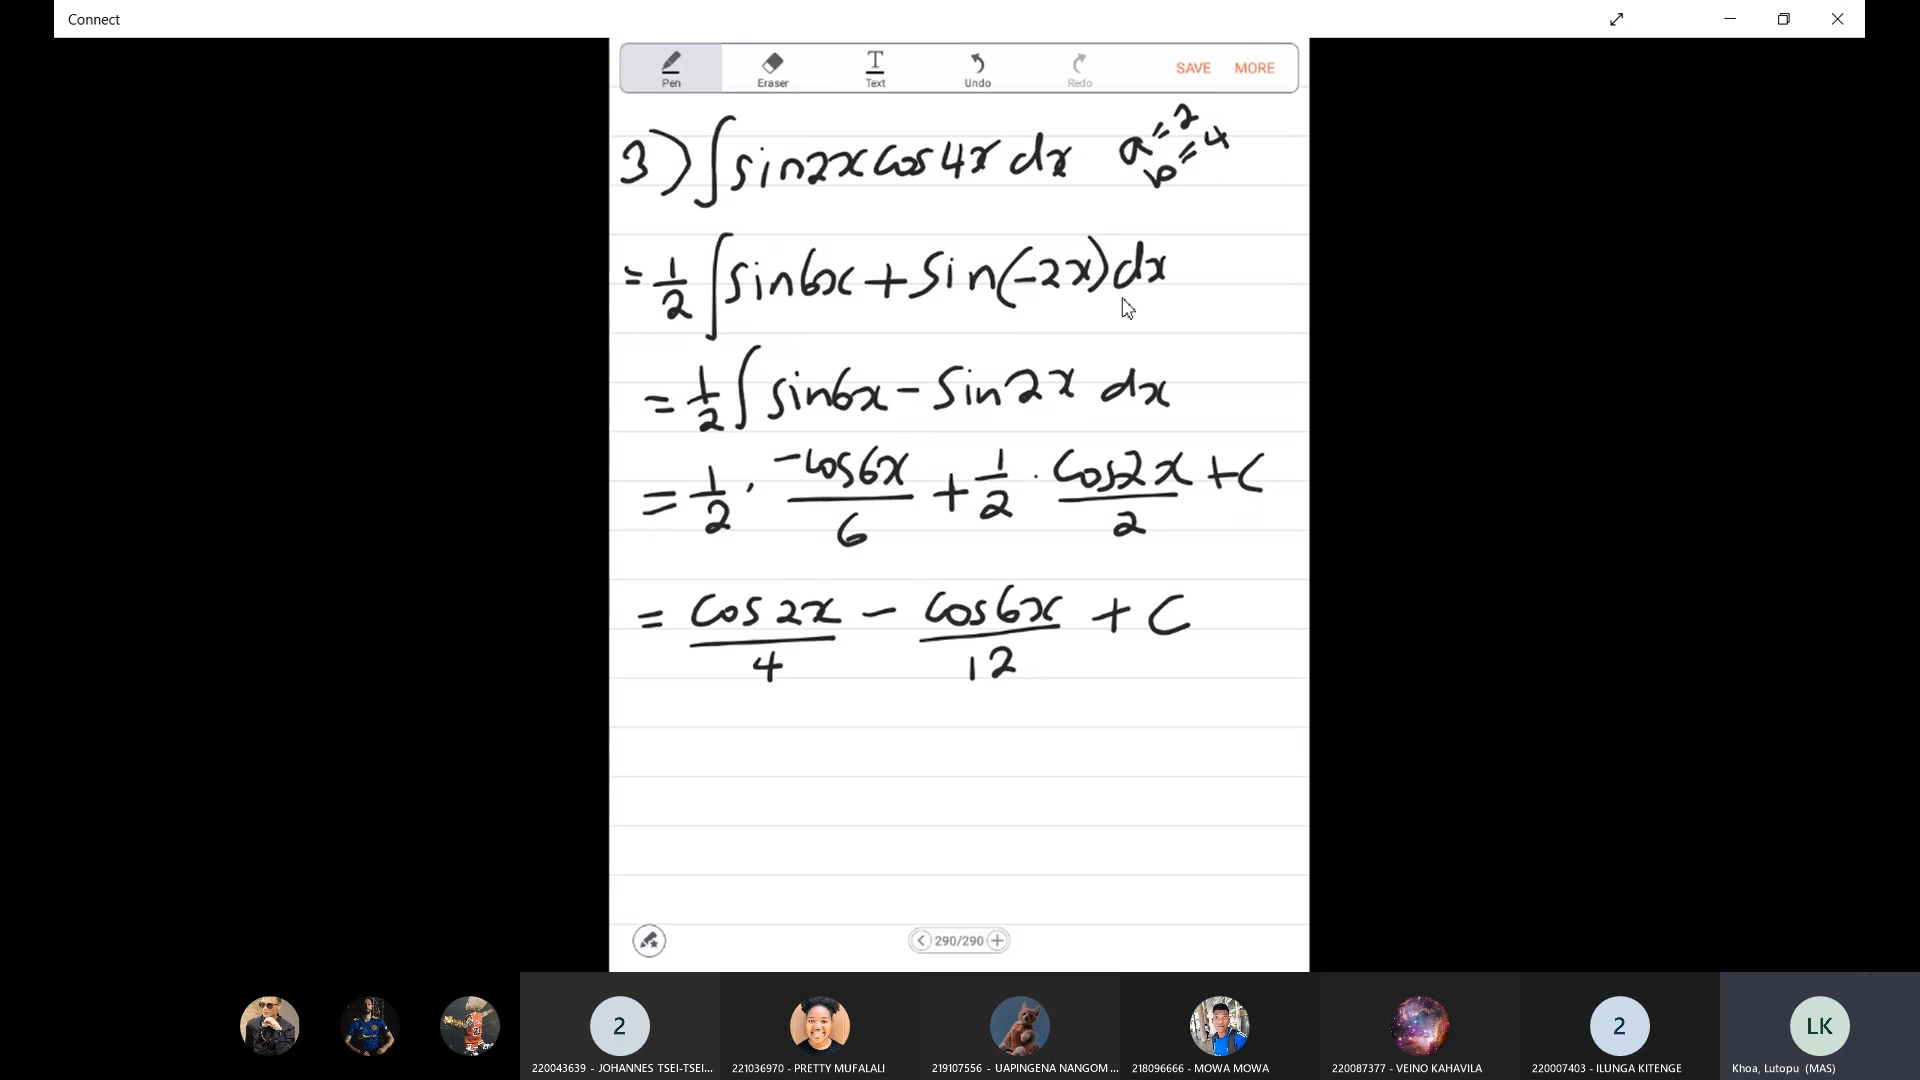 Connect
Pen Eraser Text Undo Redo SAVE MORE
3) ∫sin2x cos4x dx a=2
b=4
= 1/2 ∫sin6x + sin(-2x)dx
= 1/2 ∫ sin6x - sin2x dx
= 1/2 · -cos6x/6 + 1/2 · cos2x/2 + C
= cos2x/4 - cos6x/12 + C
290/290
2 2 LK
220043639 - JOHANNES TSEI-TSEI... 221036970 - PRETTY MUFALALI 219107556 - UAPINGENA NANGOM ... 218096666 - MOWA MOWA 220087377 - VEINO KAHAVILA 220007403 - ILUNGA KITENGE Khoa, Lutopu (MAS)